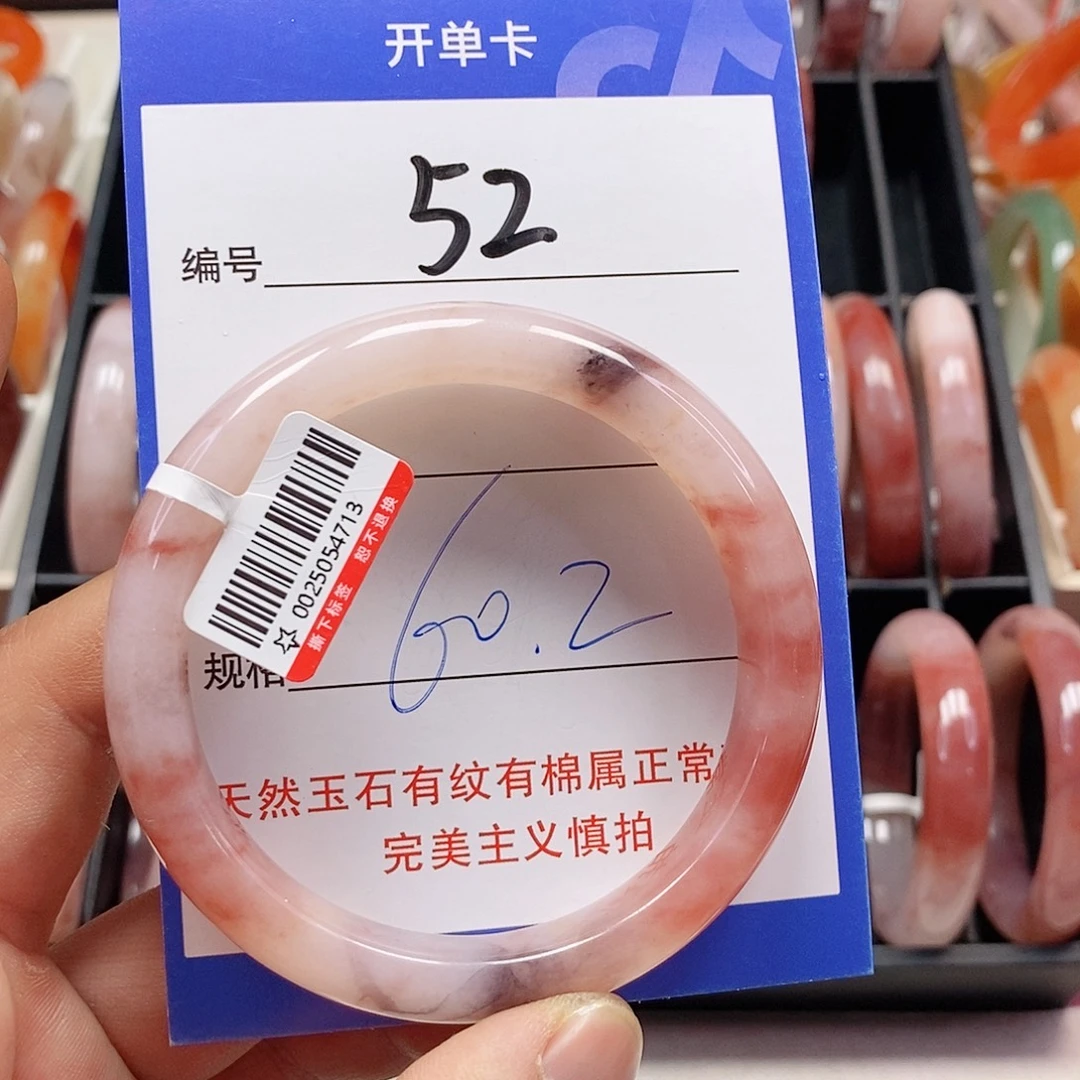 开单卡
编号 52
☆ 0025054713
撕下标签 恕不退换
规格 60.2
天然玉石有纹有棉属正常
完美主义慎拍